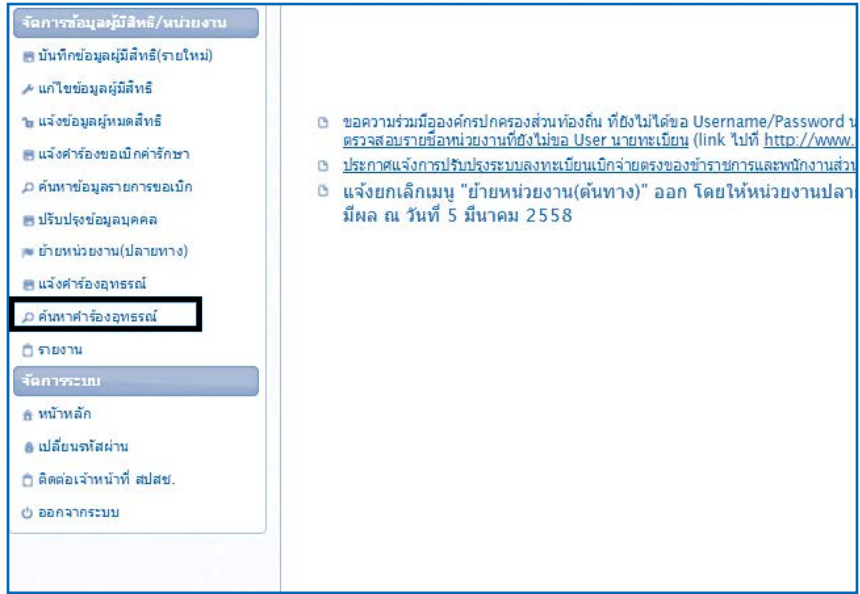 จัดการข้อมูลผู้มีสิทธิ/หน่วยงาน
บันทึกข้อมูลผู้มีสิทธิ(รายใหม่)
แก้ไขข้อมูลผู้มีสิทธิ
แจ้งข้อมูลผู้หมดสิทธิ
แจ้งคำร้องขอเบิกค่ารักษา
ค้นหาข้อมูลรายการขอเบิก
ปรับปรุงข้อมูลบุคคล
ย้ายหน่วยงาน(ปลายทาง)
แจ้งคำร้องอุทธรณ์
ค้นหาคำร้องอุทธรณ์
รายงาน
จัดการระบบ
หน้าหลัก
เปลี่ยนรหัสผ่าน
ติดต่อเจ้าหน้าที่ สปสช.
ออกจากระบบ
ขอความร่วมมือองค์กรปกครองส่วนท้องถิ่น ที่ยังไม่ได้ขอ Username/Password น
ตรวจสอบรายชื่อหน่วยงานที่ยังไม่ขอ User นายทะเบียน (link ไปที่ http://www.
ประกาศแจ้งการปรับปรุงระบบลงทะเบียนเบิกจ่ายตรงของข้าราชการและพนักงานส่วน
แจ้งยกเลิกเมนู "ย้ายหน่วยงาน(ต้นทาง)" ออก โดยให้หน่วยงานปลา
มีผล ณ วันที่ 5 มีนาคม 2558